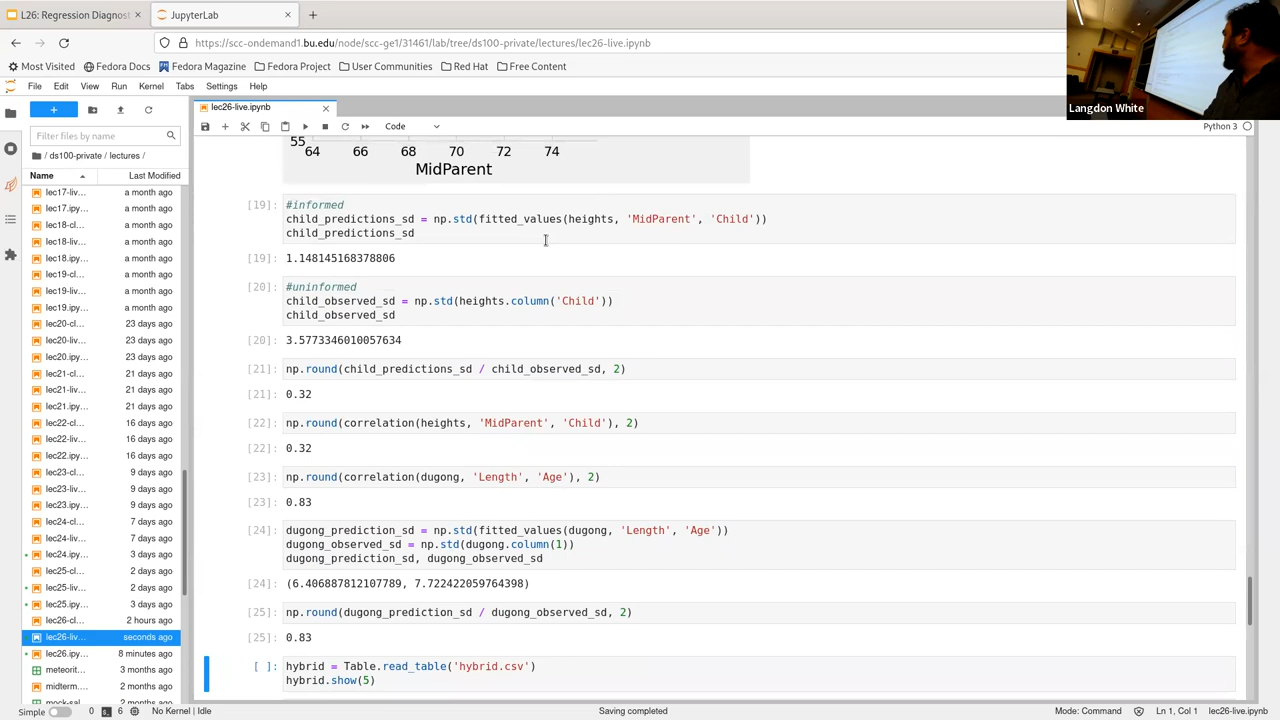 L26: Regression Diagnost
JupyterLab
https://scc-ondemand1.bu.edu/node/scc-ge1/31461/lab/tree/ds100-private/lectures/lec26-live.ipynb
Most Visited
Fedora Docs
Fedora Magazine
Fedora Project
User Communities
Red Hat
Free Content
Langdon White
File Edit View Run Kernel Tabs Settings Help
lec26-live.ipynb
Filter files by name
Code
Python 3
/ ds100-private / lectures /
Name Last Modified
lec17-liv... a month ago
lec17.ipy... a month ago
lec18-cl... a month ago
lec18-liv... a month ago
lec18.ipy... a month ago
lec19-cl... a month ago
lec19-liv... a month ago
lec19.ipy... a month ago
lec20-cl... 23 days ago
lec20-liv... 23 days ago
lec20.ipy... 23 days ago
lec21-cl... 21 days ago
lec21-liv... 21 days ago
lec21.ipy... 21 days ago
lec22-cl... 16 days ago
lec22-liv... 16 days ago
lec22.ipy... 16 days ago
lec23-cl... 9 days ago
lec23-liv... 9 days ago
lec23.ipy... 9 days ago
lec24-cl... 7 days ago
lec24-liv... 7 days ago
lec24.ipy... 3 days ago
lec25-cl... 2 days ago
lec25-liv... 2 days ago
lec25.ipy... 3 days ago
lec26-cl... 2 hours ago
lec26-liv... seconds ago
lec26.ipy... 8 minutes ago
meteorit... 3 months ago
midterm.... 2 months ago
mock-sal... 2 months ago
55
64 66 68 70 72 74
MidParent
[19]: #informed
child_predictions_sd = np.std(fitted_values(heights, 'MidParent', 'Child'))
child_predictions_sd
[19]: 1.148145168378806
[20]: #uninformed
child_observed_sd = np.std(heights.column('Child'))
child_observed_sd
[20]: 3.5773346010057634
[21]: np.round(child_predictions_sd / child_observed_sd, 2)
[21]: 0.32
[22]: np.round(correlation(heights, 'MidParent', 'Child'), 2)
[22]: 0.32
[23]: np.round(correlation(dugong, 'Length', 'Age'), 2)
[23]: 0.83
[24]: dugong_prediction_sd = np.std(fitted_values(dugong, 'Length', 'Age'))
dugong_observed_sd = np.std(dugong.column(1))
dugong_prediction_sd, dugong_observed_sd
[24]: (6.406887812107789, 7.722422059764398)
[25]: np.round(dugong_prediction_sd / dugong_observed_sd, 2)
[25]: 0.83
[ ]: hybrid = Table.read_table('hybrid.csv')
hybrid.show(5)
Simple 0 6 No Kernel | Idle Saving completed Mode: Command Ln 1, Col 1 lec26-live.ipynb